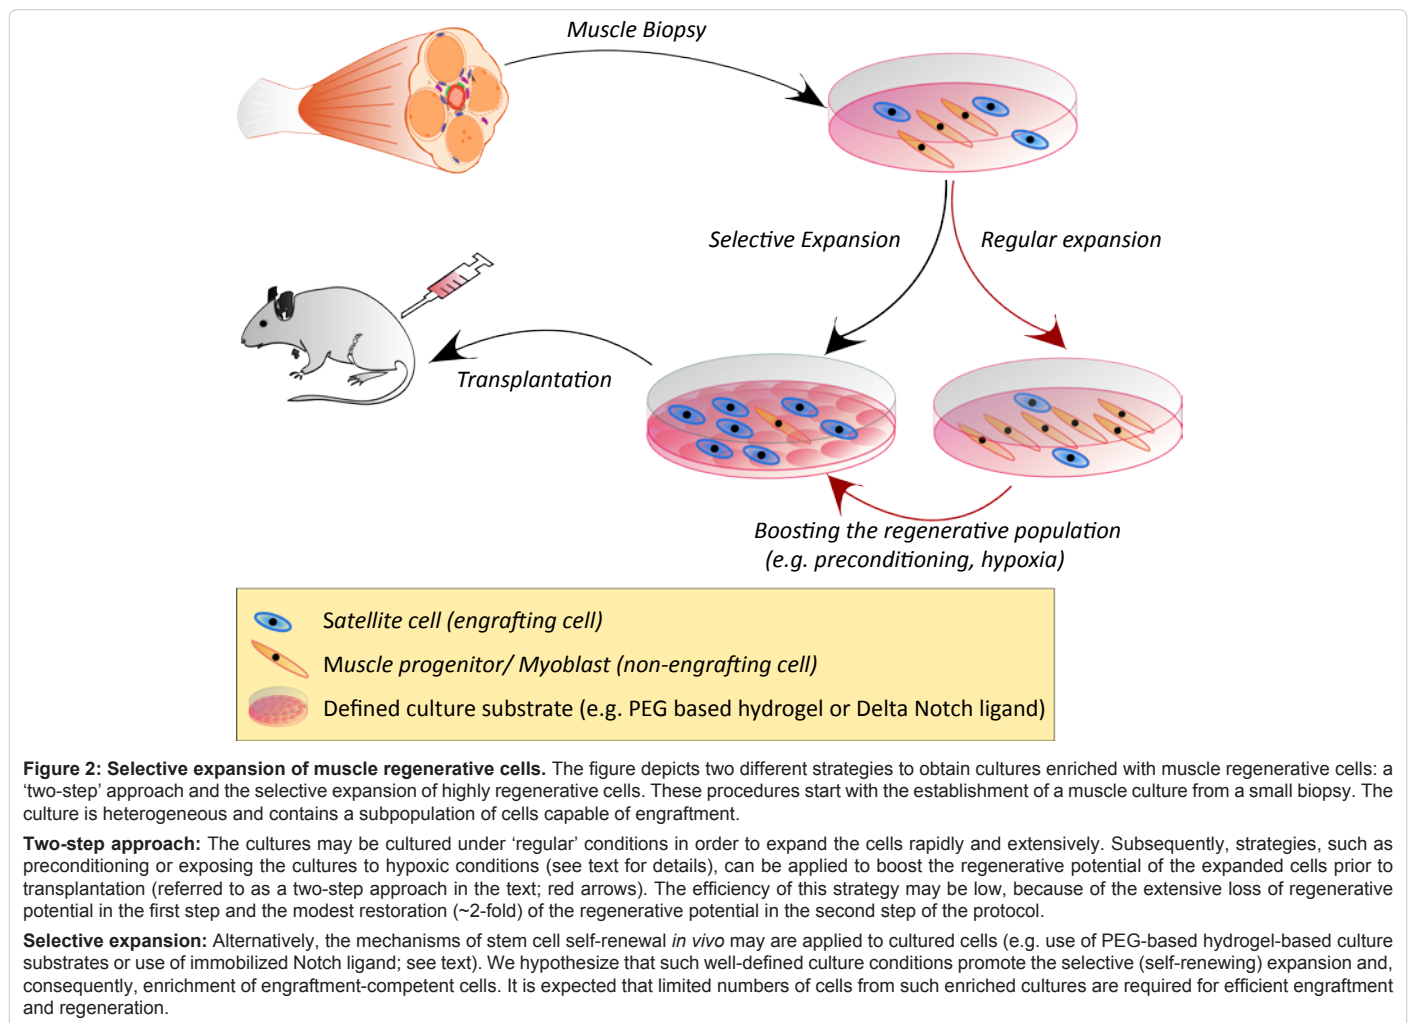 Muscle Biopsy
Selective Expansion
Regular expansion
Transplantation
Boosting the regenerative population
(e.g. preconditioning, hypoxia)
Satellite cell (engrafting cell)
Muscle progenitor/ Myoblast (non-engrafting cell)
Defined culture substrate (e.g. PEG based hydrogel or Delta Notch ligand)
Figure 2: Selective expansion of muscle regenerative cells. The figure depicts two different strategies to obtain cultures enriched with muscle regenerative cells: a
‘two-step’ approach and the selective expansion of highly regenerative cells. These procedures start with the establishment of a muscle culture from a small biopsy. The
culture is heterogeneous and contains a subpopulation of cells capable of engraftment.
Two-step approach: The cultures may be cultured under ‘regular’ conditions in order to expand the cells rapidly and extensively. Subsequently, strategies, such as
preconditioning or exposing the cultures to hypoxic conditions (see text for details), can be applied to boost the regenerative potential of the expanded cells prior to
transplantation (referred to as a two-step approach in the text; red arrows). The efficiency of this strategy may be low, because of the extensive loss of regenerative
potential in the first step and the modest restoration (~2-fold) of the regenerative potential in the second step of the protocol.
Selective expansion: Alternatively, the mechanisms of stem cell self-renewal in vivo may are applied to cultured cells (e.g. use of PEG-based hydrogel-based culture
substrates or use of immobilized Notch ligand; see text). We hypothesize that such well-defined culture conditions promote the selective (self-renewing) expansion and,
consequently, enrichment of engraftment-competent cells. It is expected that limited numbers of cells from such enriched cultures are required for efficient engraftment
and regeneration.